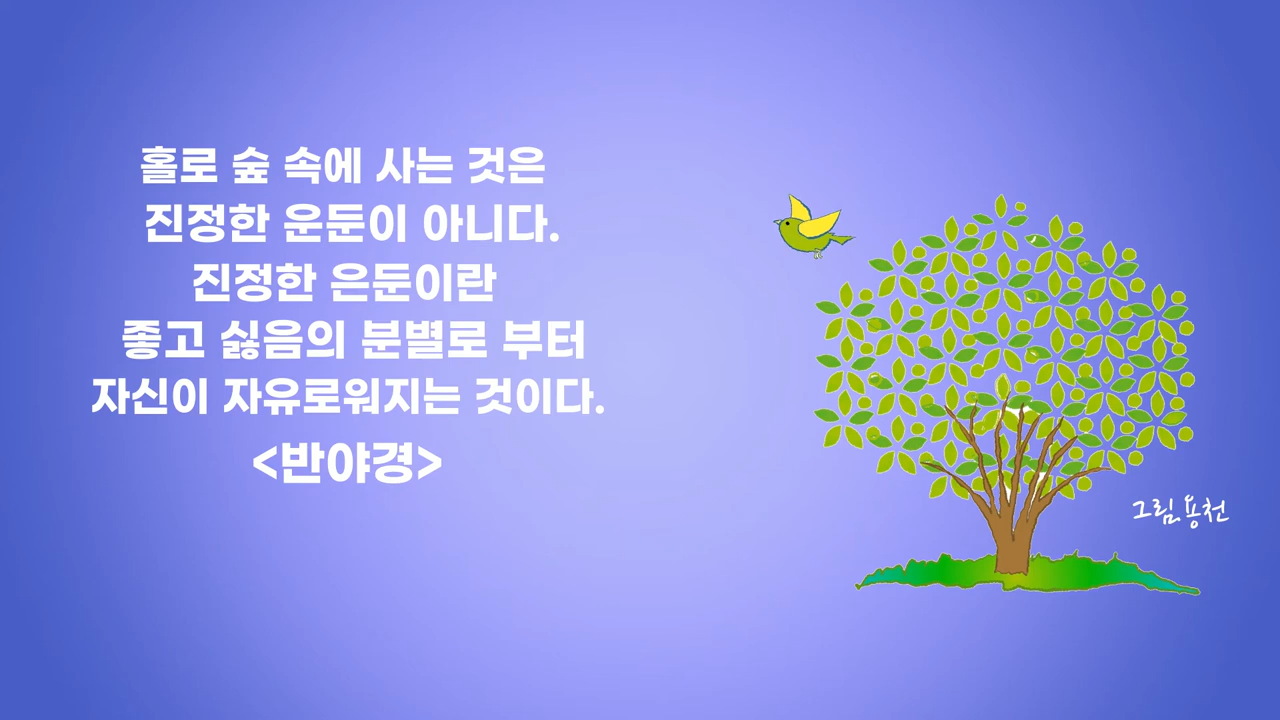 홀로 숲 속에 사는 것은
진정한 운둔이 아니다.
진정한 은둔이란
좋고 싫음의 분별로 부터
자신이 자유로워지는 것이다.
<반야경>
그림, 용천